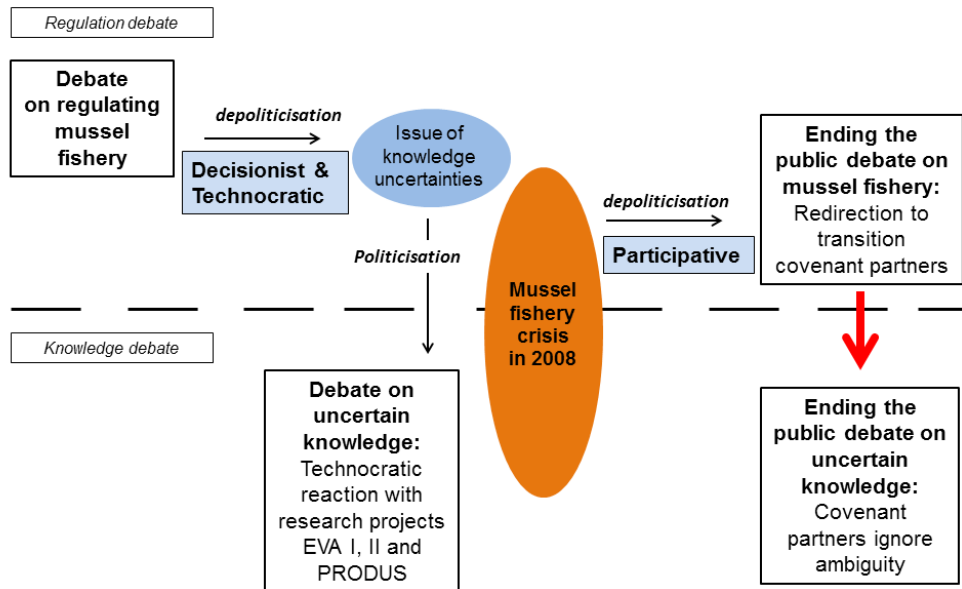 Regulation debate
Debate
on regulating
mussel
fishery
depoliticisation
Decisionist &
Technocratic
Issue of
knowledge
uncertainties
Politicisation
Mussel
fishery
crisis
in 2008
depoliticisation
Participative
Ending the
public debate on
mussel fishery:
Redirection to
transition
covenant partners
Knowledge debate
Debate on
uncertain
knowledge:
Technocratic
reaction with
research projects
EVA I, II and
PRODUS
Ending the
public debate on
uncertain
knowledge:
Covenant
partners ignore
ambiguity